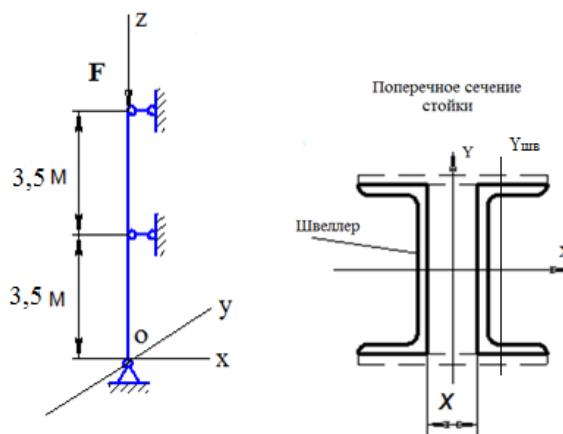 z
F
3,5 м
3,5 м
o
y
x
Поперечное сечение
стойки
Y
Yшв
Швеллер
X
X